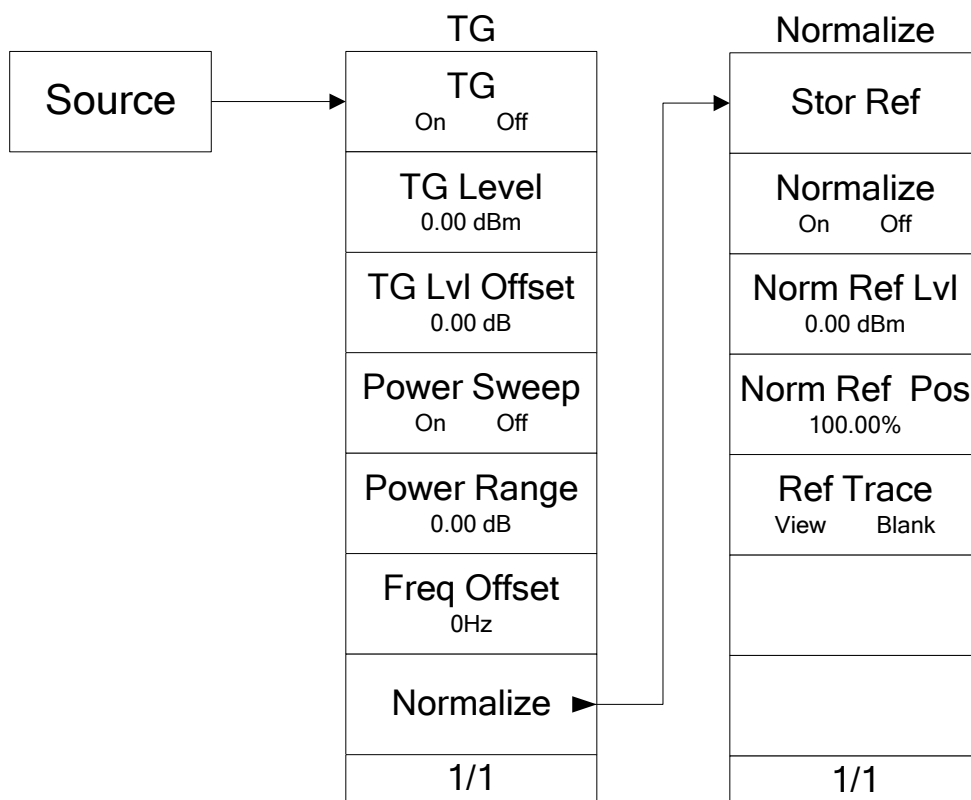 Source
TG
TG
On Off
TG Level
0.00 dBm
TG Lvl Offset
0.00 dB
Power Sweep
On Off
Power Range
0.00 dB
Freq Offset
0Hz
Normalize
1/1
Normalize
Stor Ref
Normalize
On Off
Norm Ref Lvl
0.00 dBm
Norm Ref Pos
100.00%
Ref Trace
View Blank
1/1